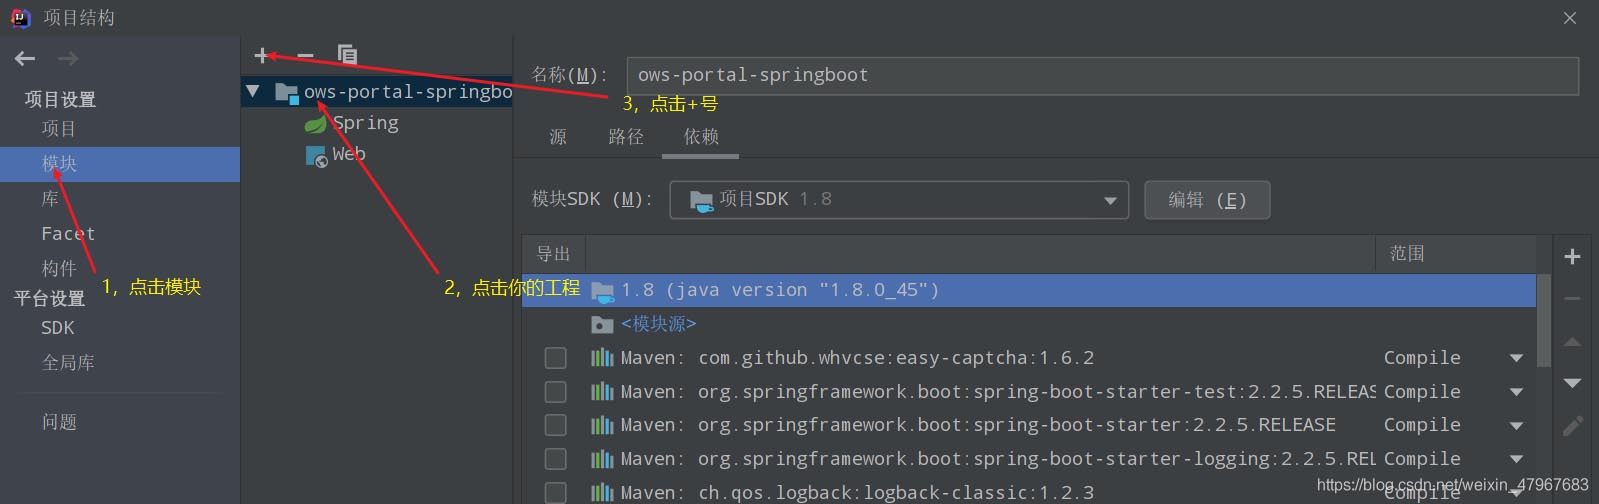 项目结构
项目设置
项目
模块
库
Facet
构件
平台设置
SDK
全局库
问题
1，点击模块
ows-portal-springbo
Spring
Web
2，点击你的工程
3，点击+号
名称(M): ows-portal-springboot
源 路径 依赖
模块SDK (M): 项目SDK 1.8 编辑 (E)
导出 范围
1.8 (java version "1.8.0_45")
<模块源>
Maven: com.github.whvcse:easy-captcha:1.6.2 Compile
Maven: org.springframework.boot:spring-boot-starter-test:2.2.5.RELEAS Compile
Maven: org.springframework.boot:spring-boot-starter:2.2.5.RELEASE Compile
Maven: org.springframework.boot:spring-boot-starter-logging:2.2.5.REL Compile
Maven: ch.qos.logback:logback-classic:1.2.3 Compile
https://blog.csdn.net/weixin_47967683